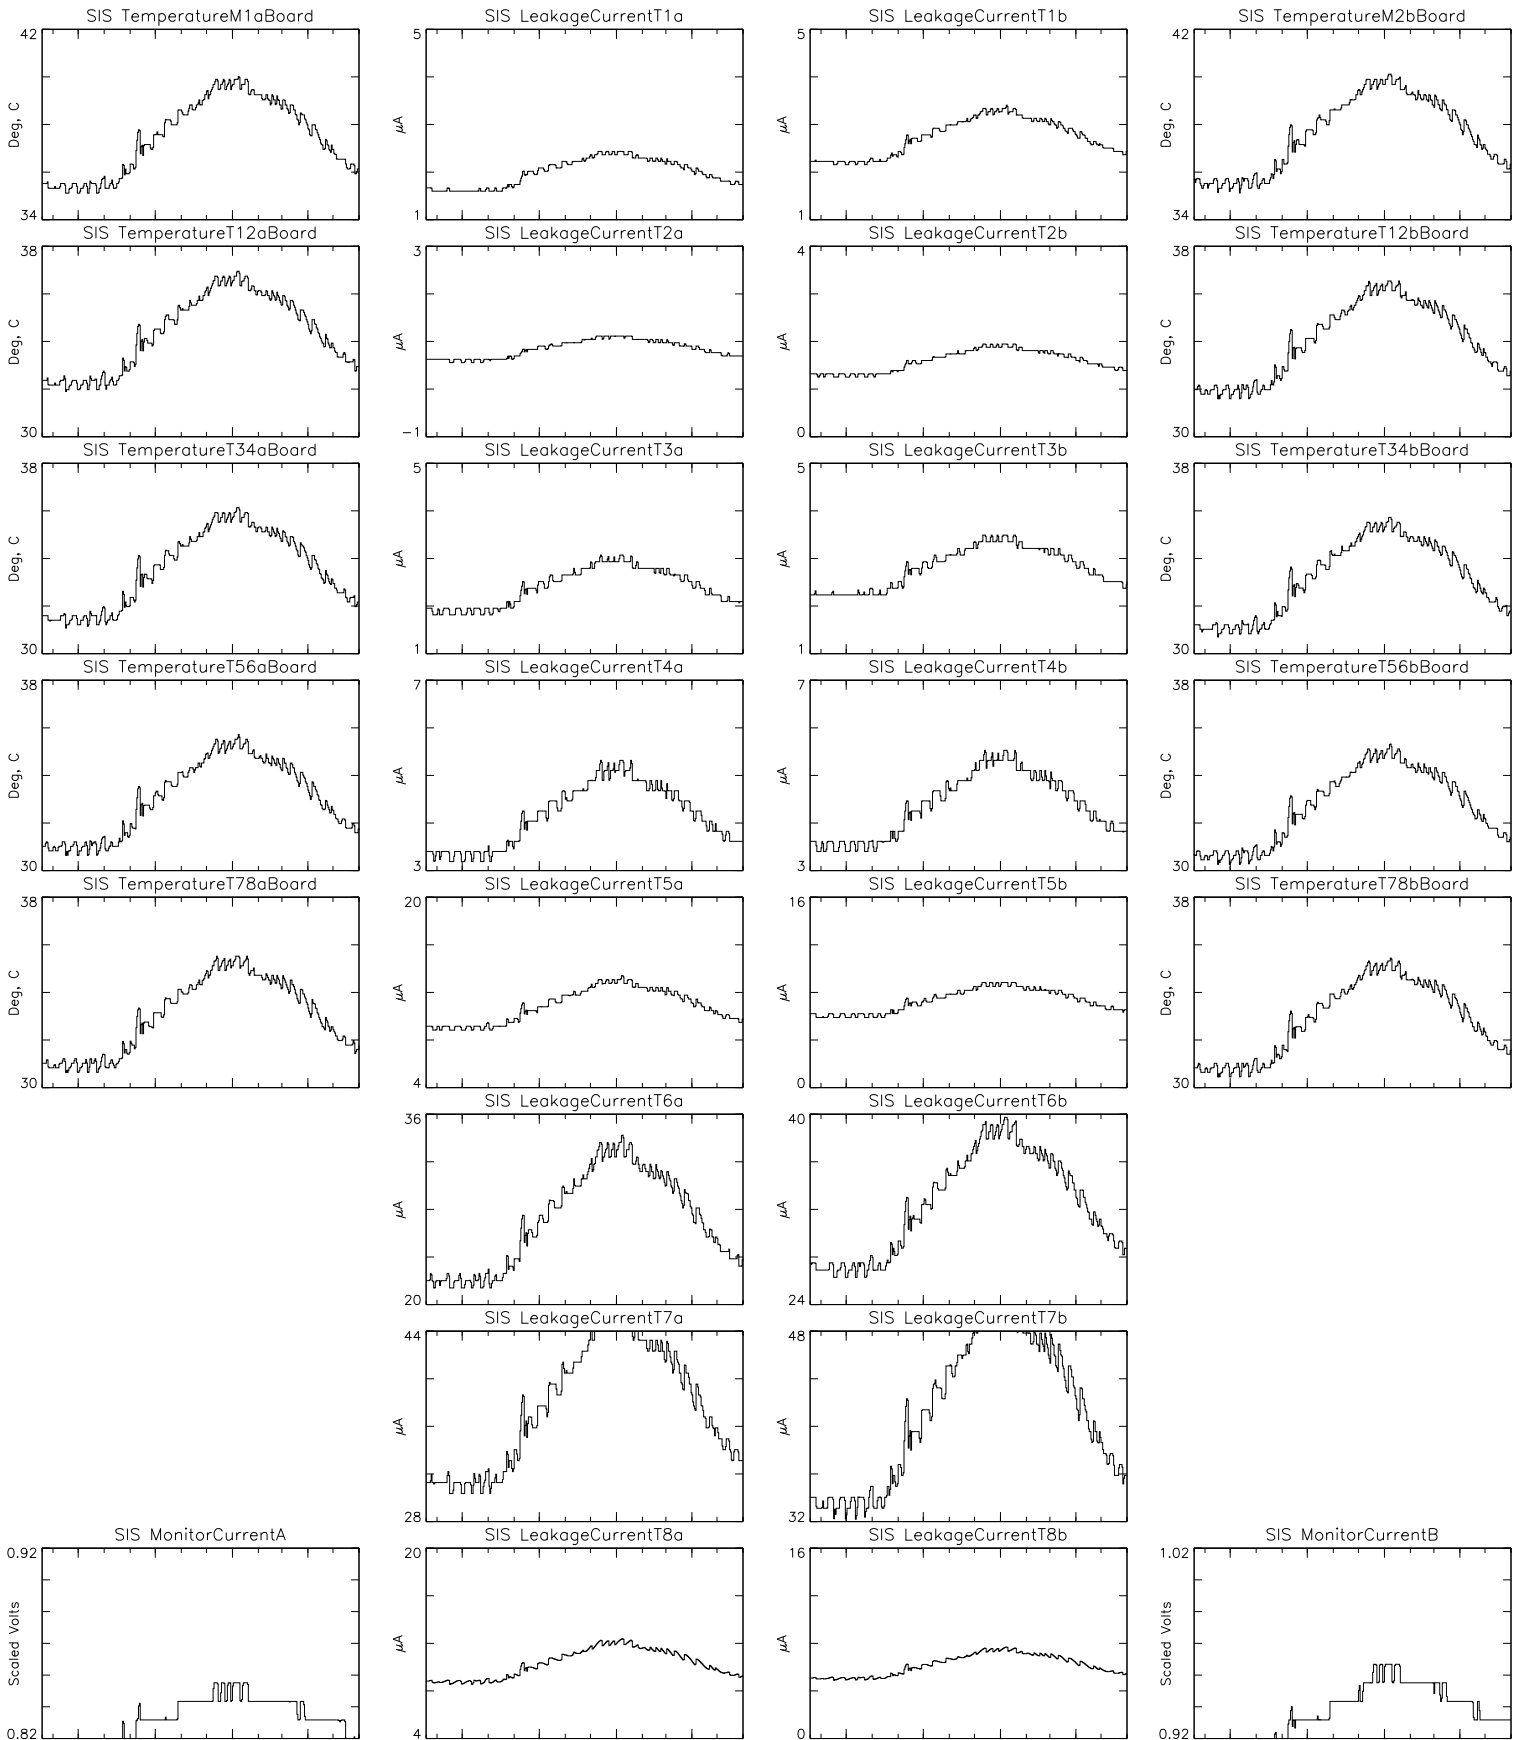 SIS TemperatureM1aBoard SIS LeakageCurrentT1a SIS LeakageCurrentT1b SIS TemperatureM2bBoard
42 5 5 42
Deg, C μA μA Deg, C
34 1 1 34
SIS TemperatureT12aBoard SIS LeakageCurrentT2a SIS LeakageCurrentT2b SIS TemperatureT12bBoard
38 3 4 38
Deg, C μA μA Deg, C
30 -1 0 30
SIS TemperatureT34aBoard SIS LeakageCurrentT3a SIS LeakageCurrentT3b SIS TemperatureT34bBoard
38 5 5 38
Deg, C μA μA Deg, C
30 1 1 30
SIS TemperatureT56aBoard SIS LeakageCurrentT4a SIS LeakageCurrentT4b SIS TemperatureT56bBoard
38 7 7 38
Deg, C μA μA Deg, C
30 3 3 30
SIS TemperatureT78aBoard SIS LeakageCurrentT5a SIS LeakageCurrentT5b SIS TemperatureT78bBoard
38 20 16 38
Deg, C μA μA Deg, C
30 4 0 30
SIS LeakageCurrentT6a SIS LeakageCurrentT6b
36 40
μA μA
20 24
SIS LeakageCurrentT7a SIS LeakageCurrentT7b
44 48
μA μA
28 32
SIS MonitorCurrentA SIS LeakageCurrentT8a SIS LeakageCurrentT8b SIS MonitorCurrentB
0.92 20 16 1.02
Scaled Volts μA μA Scaled Volts
0.82 4 0 0.92